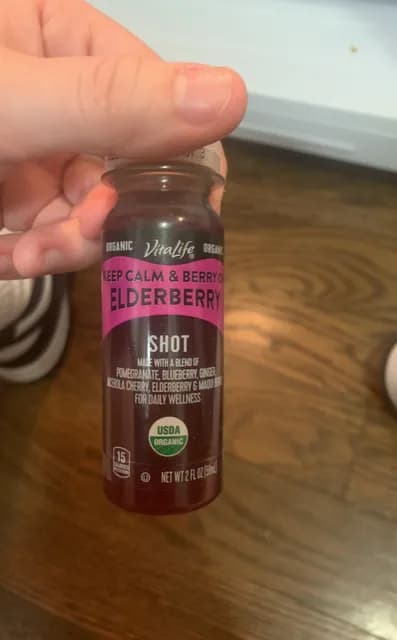 ORGANIC VitaLife® ORGANIC
KEEP CALM & BERRY ON
ELDERBERRY
SHOT
MADE WITH A BLEND OF
POMEGRANATE, BLUEBERRY, GINGER,
ACEROLA CHERRY, ELDERBERRY & MAQUI BERRY
FOR DAILY WELLNESS
USDA
ORGANIC
15
CALORIES
U NET WT 2 FL OZ (59mL)